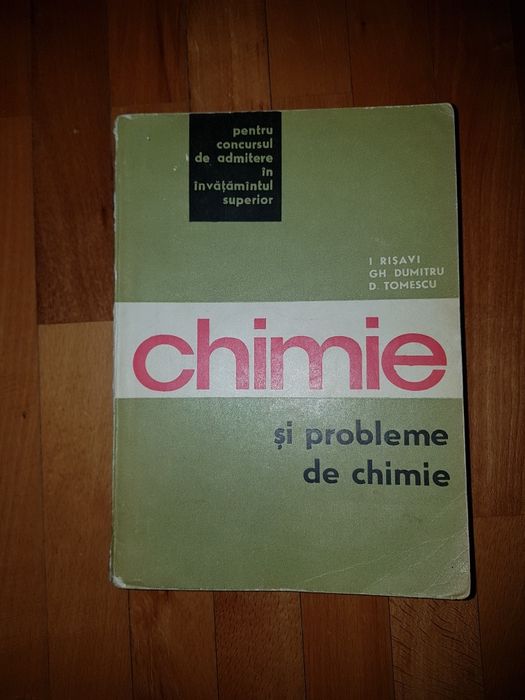 pentru
concursul
de admitere
în
învățămîntul
superior
I RIȘAVI
GH DUMITRU
D. TOMESCU
chimie
și probleme
de chimie